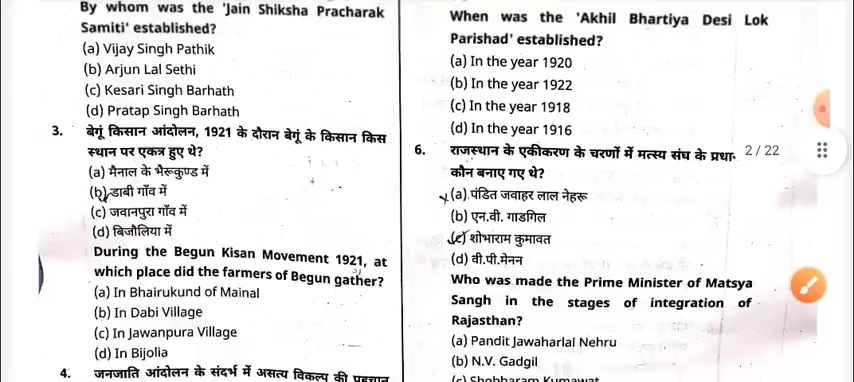 By whom was the 'Jain Shiksha Pracharak
Samiti' established?
(a) Vijay Singh Pathik
(b) Arjun Lal Sethi
(c) Kesari Singh Barhath
(d) Pratap Singh Barhath
3. बेगूं किसान आंदोलन, 1921 के दौरान बेगूं के किसान किस
स्थान पर एकत्र हुए थे?
(a) मैनाल के भैरूकुण्ड में
(b) डाबी गाँव में
(c) जवानपुरा गाँव में
(d) बिजौलिया में
During the Begun Kisan Movement 1921, at
which place did the farmers of Begun gather?
(a) In Bhairukund of Mainal
(b) In Dabi Village
(c) In Jawanpura Village
(d) In Bijolia
4. जनजाति आंदोलन के संदर्भ में असत्य विकल्प की पहचान
When was the 'Akhil Bhartiya Desi Lok
Parishad' established?
(a) In the year 1920
(b) In the year 1922
(c) In the year 1918
(d) In the year 1916
6. राजस्थान के एकीकरण के चरणों में मत्स्य संघ के प्रधा
कौन बनाए गए थे?
(a) पंडित जवाहर लाल नेहरू
(b) एन.वी. गाडगिल
(c) शोभाराम कुमावत
(d) वी.पी.मेनन
Who was made the Prime Minister of Matsya
Sangh in the stages of integration of
Rajasthan?
(a) Pandit Jawaharlal Nehru
(b) N.V. Gadgil
(c) Shobharam Kumawat
2 / 22